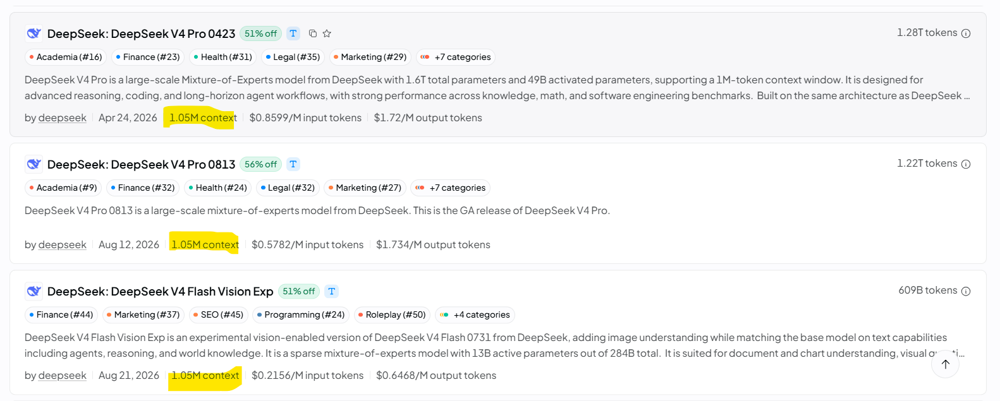 DeepSeek: DeepSeek V4 Pro 0423 51% off T 1.28T tokens
Academia (#16) Finance (#23) Health (#31) Legal (#35) Marketing (#29) +7 categories
DeepSeek V4 Pro is a large-scale Mixture-of-Experts model from DeepSeek with 1.6T total parameters and 49B activated parameters, supporting a 1M-token context window. It is designed for
advanced reasoning, coding, and long-horizon agent workflows, with strong performance across knowledge, math, and software engineering benchmarks. Built on the same architecture as DeepSeek ...
by deepseek Apr 24, 2026 1.05M context $0.8599/M input tokens $1.72/M output tokens
DeepSeek: DeepSeek V4 Pro 0813 56% off T 1.22T tokens
Academia (#9) Finance (#32) Health (#24) Legal (#32) Marketing (#27) +7 categories
DeepSeek V4 Pro 0813 is a large-scale mixture-of-experts model from DeepSeek. This is the GA release of DeepSeek V4 Pro.
by deepseek Aug 12, 2026 1.05M context $0.5782/M input tokens $1.734/M output tokens
DeepSeek: DeepSeek V4 Flash Vision Exp 51% off T 609B tokens
Finance (#44) Marketing (#37) SEO (#45) Programming (#24) Roleplay (#50) +4 categories
DeepSeek V4 Flash Vision Exp is an experimental vision-enabled version of DeepSeek V4 Flash 0731 from DeepSeek, adding image understanding while matching the base model on text capabilities
including agents, reasoning, and world knowledge. It is a sparse mixture-of-experts model with 13B active parameters out of 284B total. It is suited for document and chart understanding, visual
by deepseek Aug 21, 2026 1.05M context $0.2156/M input tokens $0.6468/M output tokens